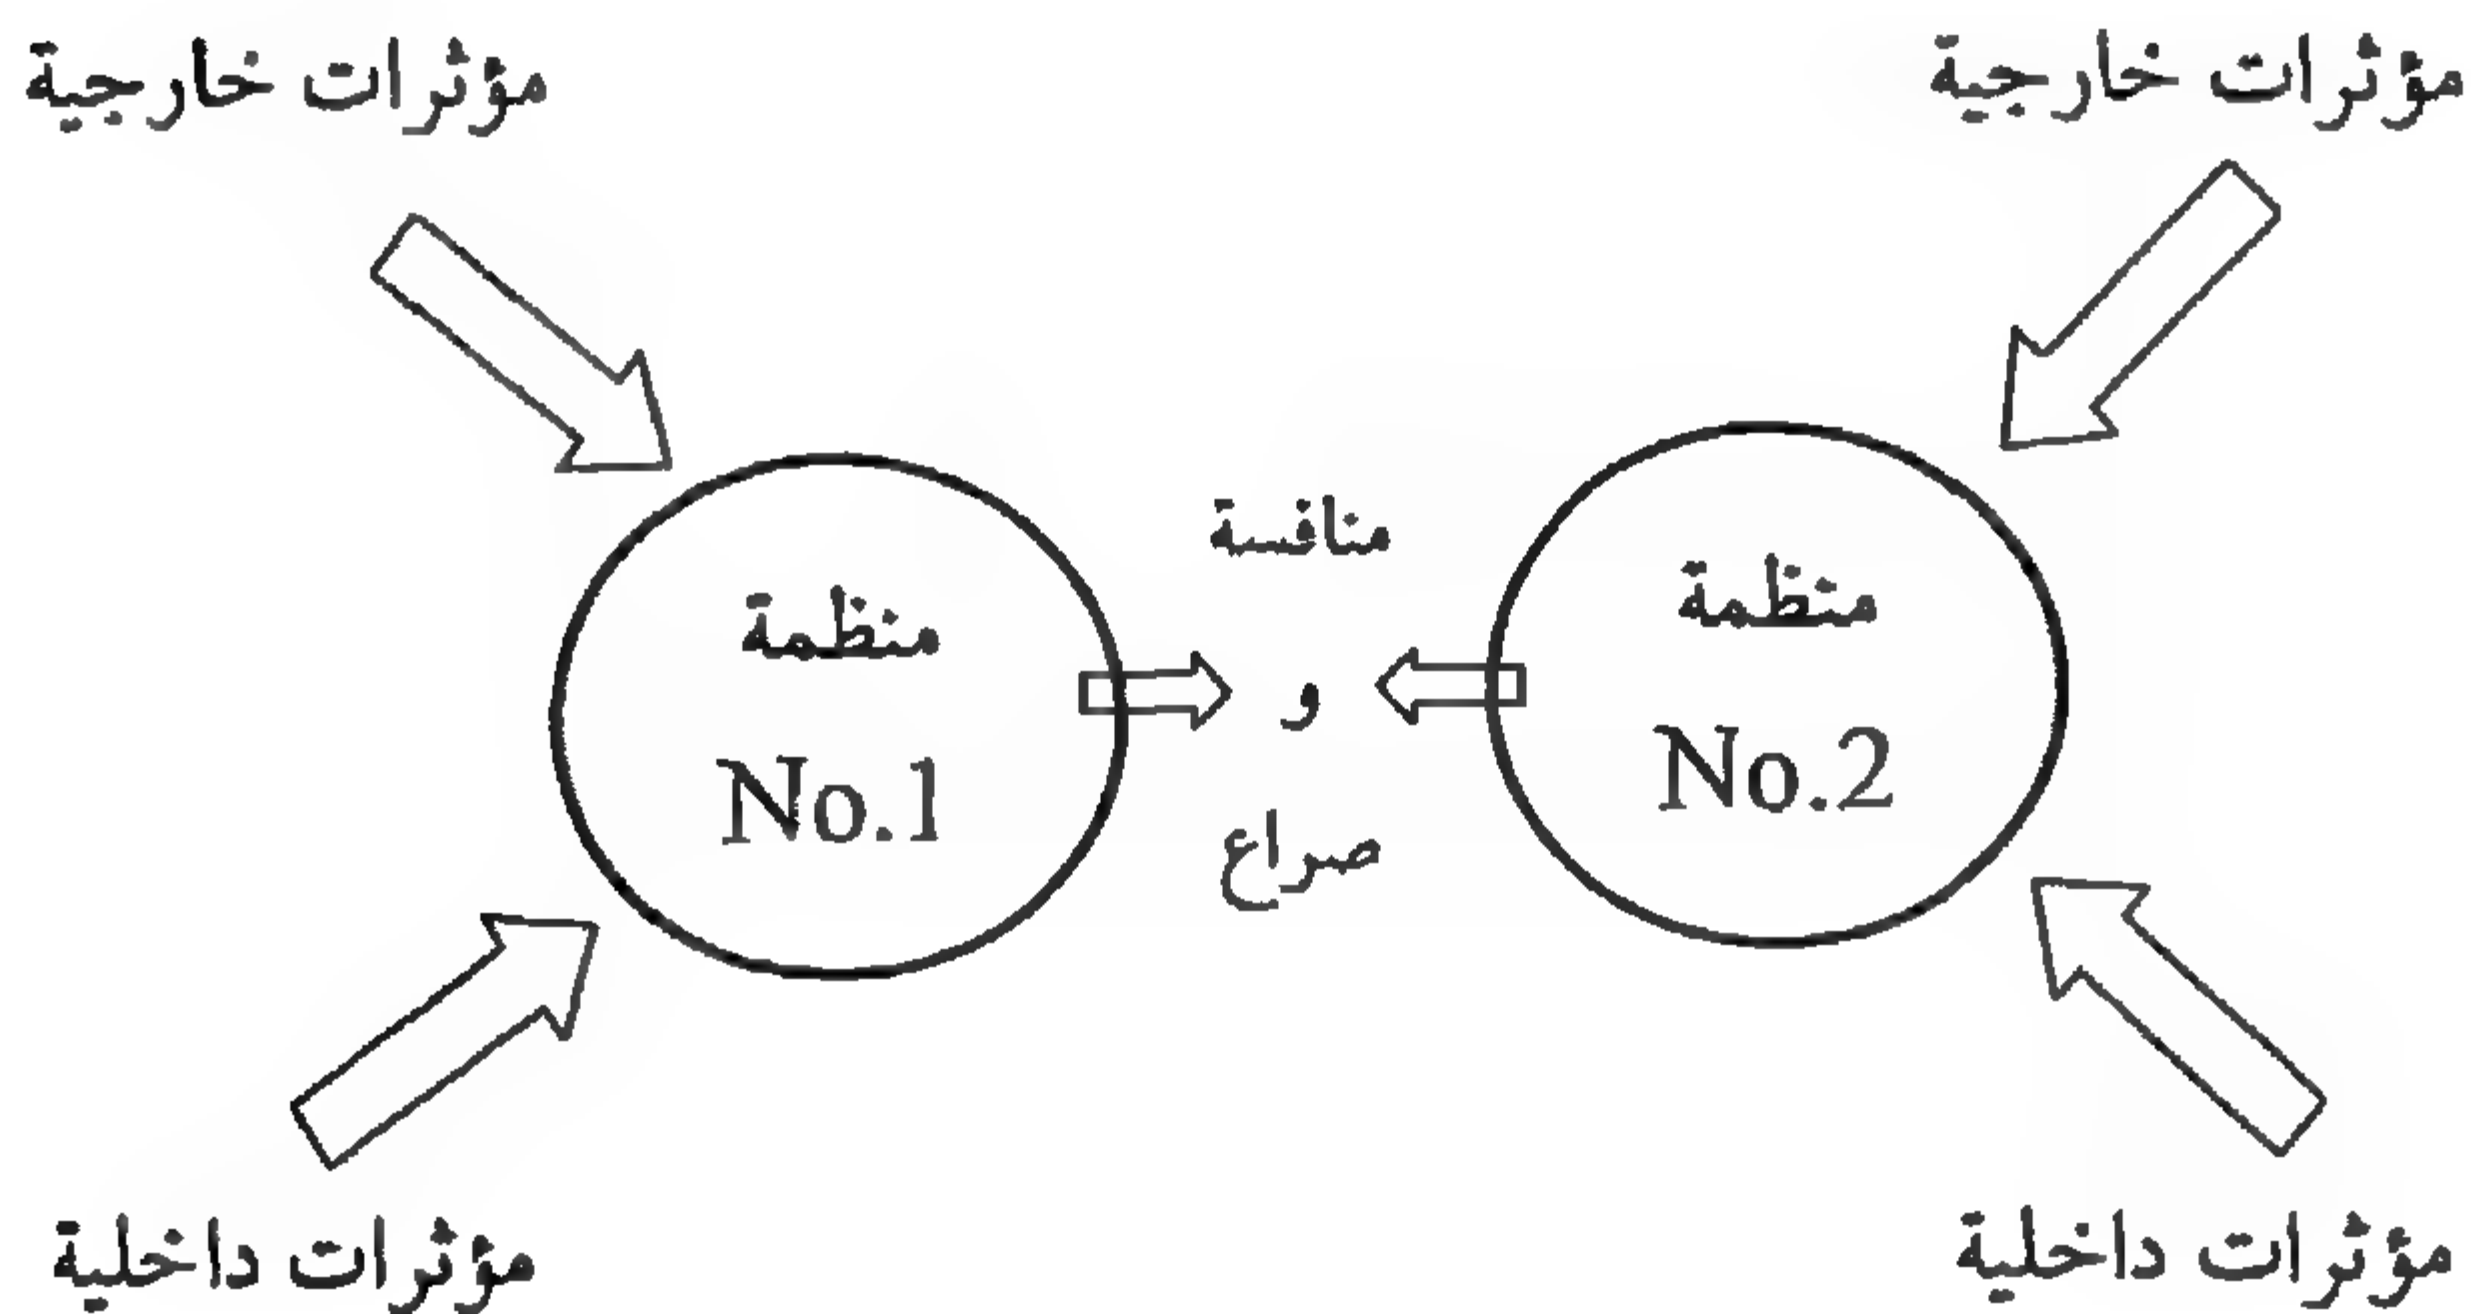 مؤثرات خارجية
مؤثرات خارجية
منافسة
منظمة
منظمة
No.2
و
No.1
صراع
مؤثرات داخلية
مؤثرات داخلية